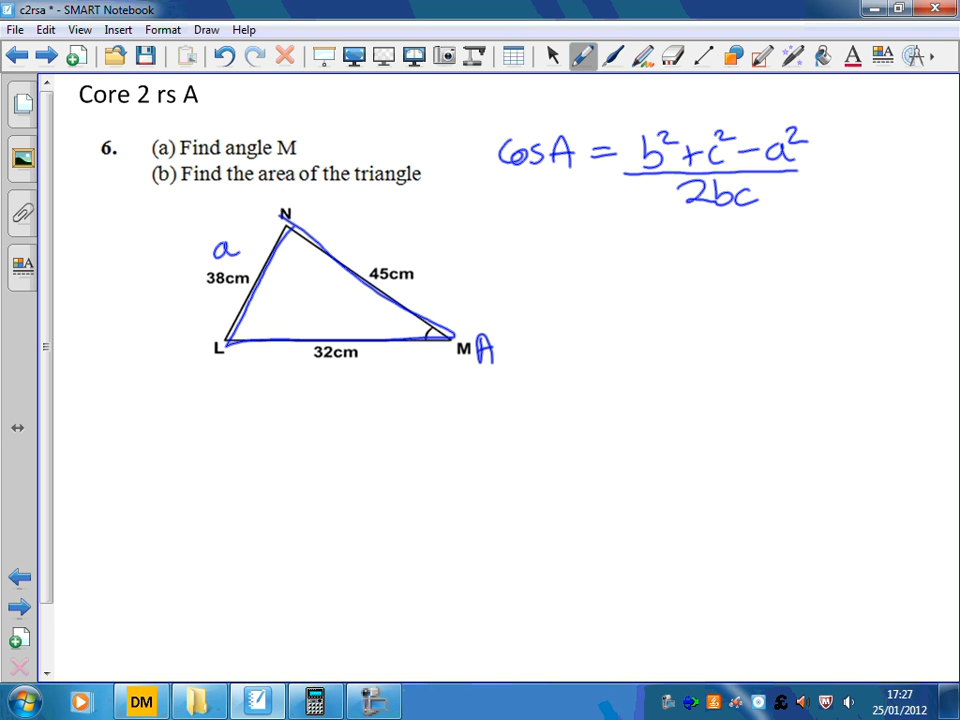 c2rsa * - SMART Notebook
File Edit View Insert Format Draw Help
Core 2 rs A
6. (a) Find angle M
(b) Find the area of the triangle
cosA = b²+c²-a²
2bc
N
a
38cm
45cm
L
32cm
M A
DM
17:27
25/01/2012